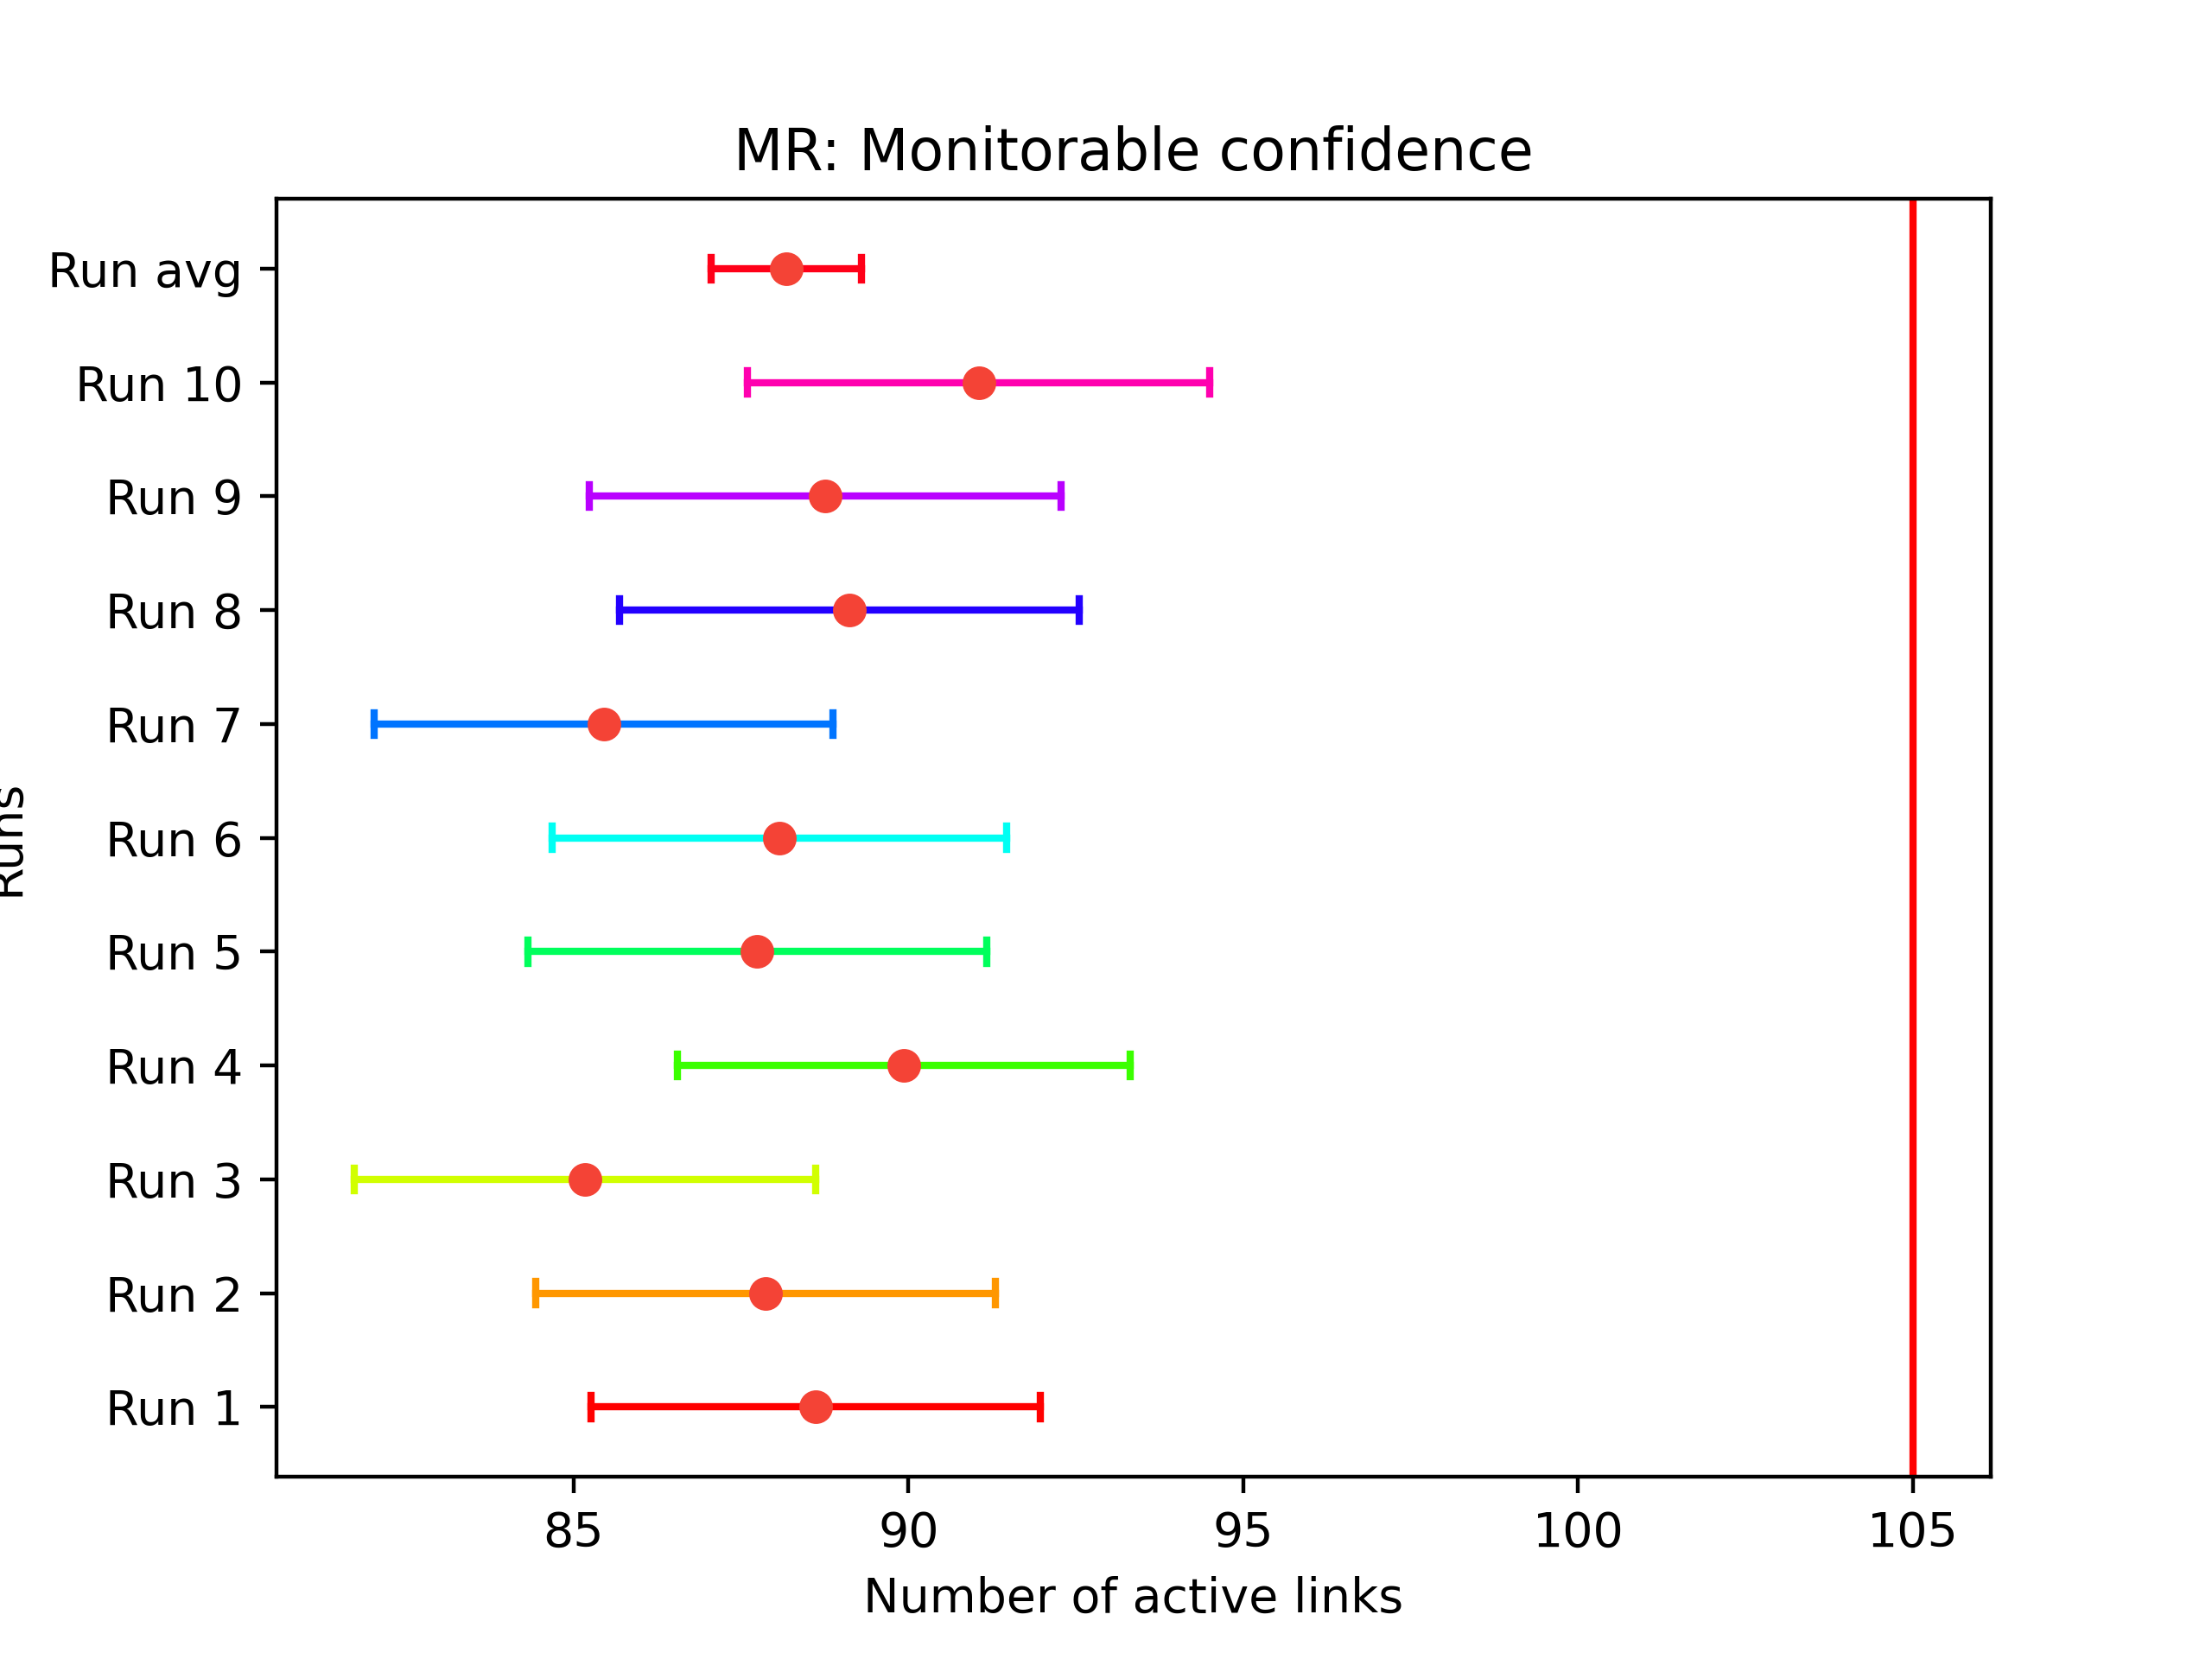 MR: Monitorable confidence
Run avg
Run 10
Run 9
Run 8
Run 7
Run 6
Run 5
Run 4
Run 3
Run 2
Run 1
Runs
85 90 95 100 105
Number of active links